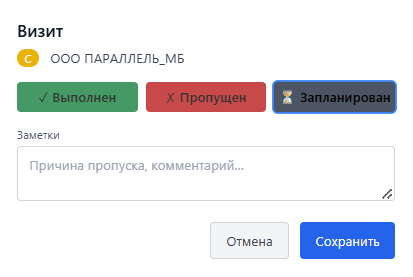 Визит
C ООО ПАРАЛЛЕЛЬ_МБ
✓ Выполнен ✗ Пропущен ⏳ Запланирован
Заметки
Причина пропуска, комментарий...
Отмена Сохранить